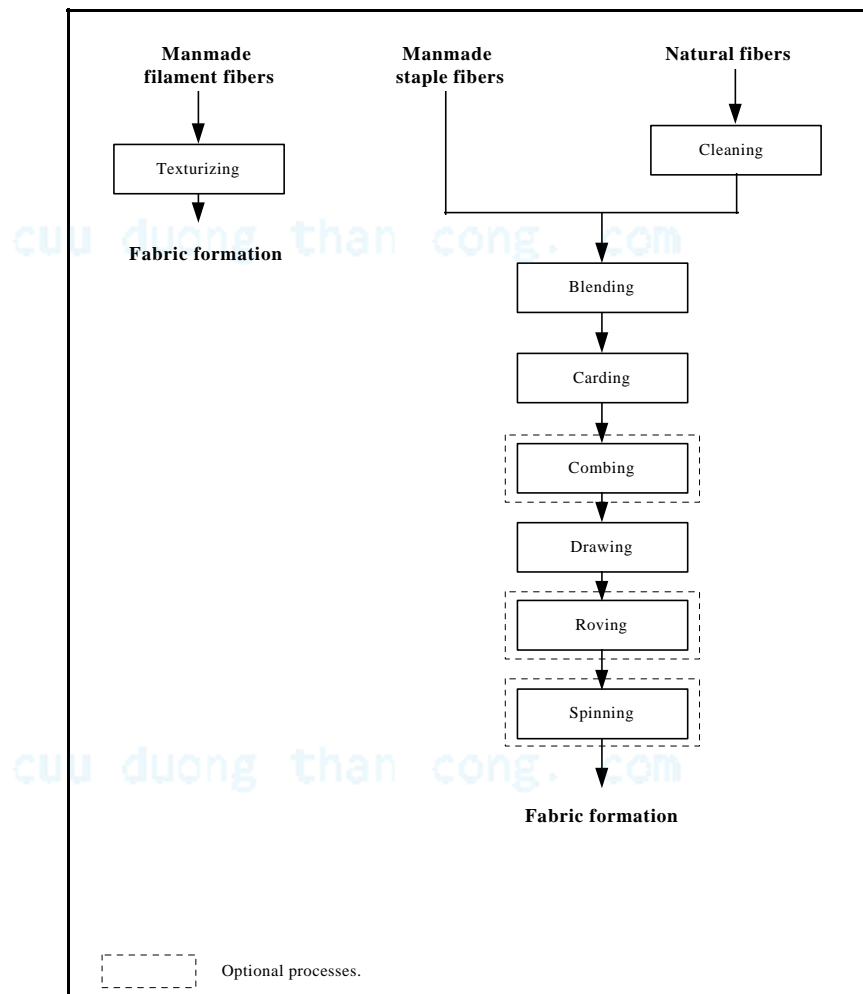 Manmade
filament fibers
Manmade
staple fibers
Natural fibers
Texturizing
Cleaning
cuu duong than cong. com
Fabric formation
Blending
Carding
Combing
Drawing
Roving
Spinning
cuu duong than cong. com
Fabric formation
Optional processes.